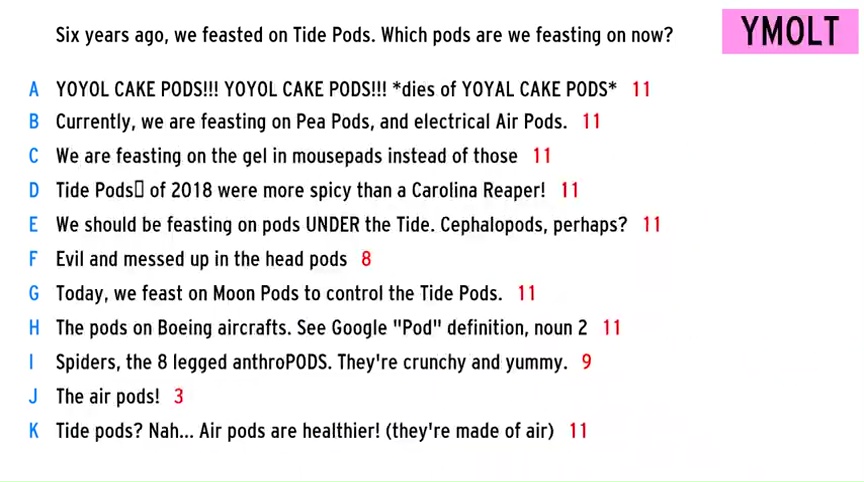 Six years ago, we feasted on Tide Pods. Which pods are we feasting on now?
YMOLT
A YOYOL CAKE PODS!!! YOYOL CAKE PODS!!! *dies of YOYAL CAKE PODS* 11
B Currently, we are feasting on Pea Pods, and electrical Air Pods. 11
C We are feasting on the gel in mousepads instead of those 11
D Tide Pods▯ of 2018 were more spicy than a Carolina Reaper! 11
E We should be feasting on pods UNDER the Tide. Cephalopods, perhaps? 11
F Evil and messed up in the head pods 8
G Today, we feast on Moon Pods to control the Tide Pods. 11
H The pods on Boeing aircrafts. See Google "Pod" definition, noun 2 11
I Spiders, the 8 legged anthroPODS. They're crunchy and yummy. 9
J The air pods! 3
K Tide pods? Nah... Air pods are healthier! (they're made of air) 11